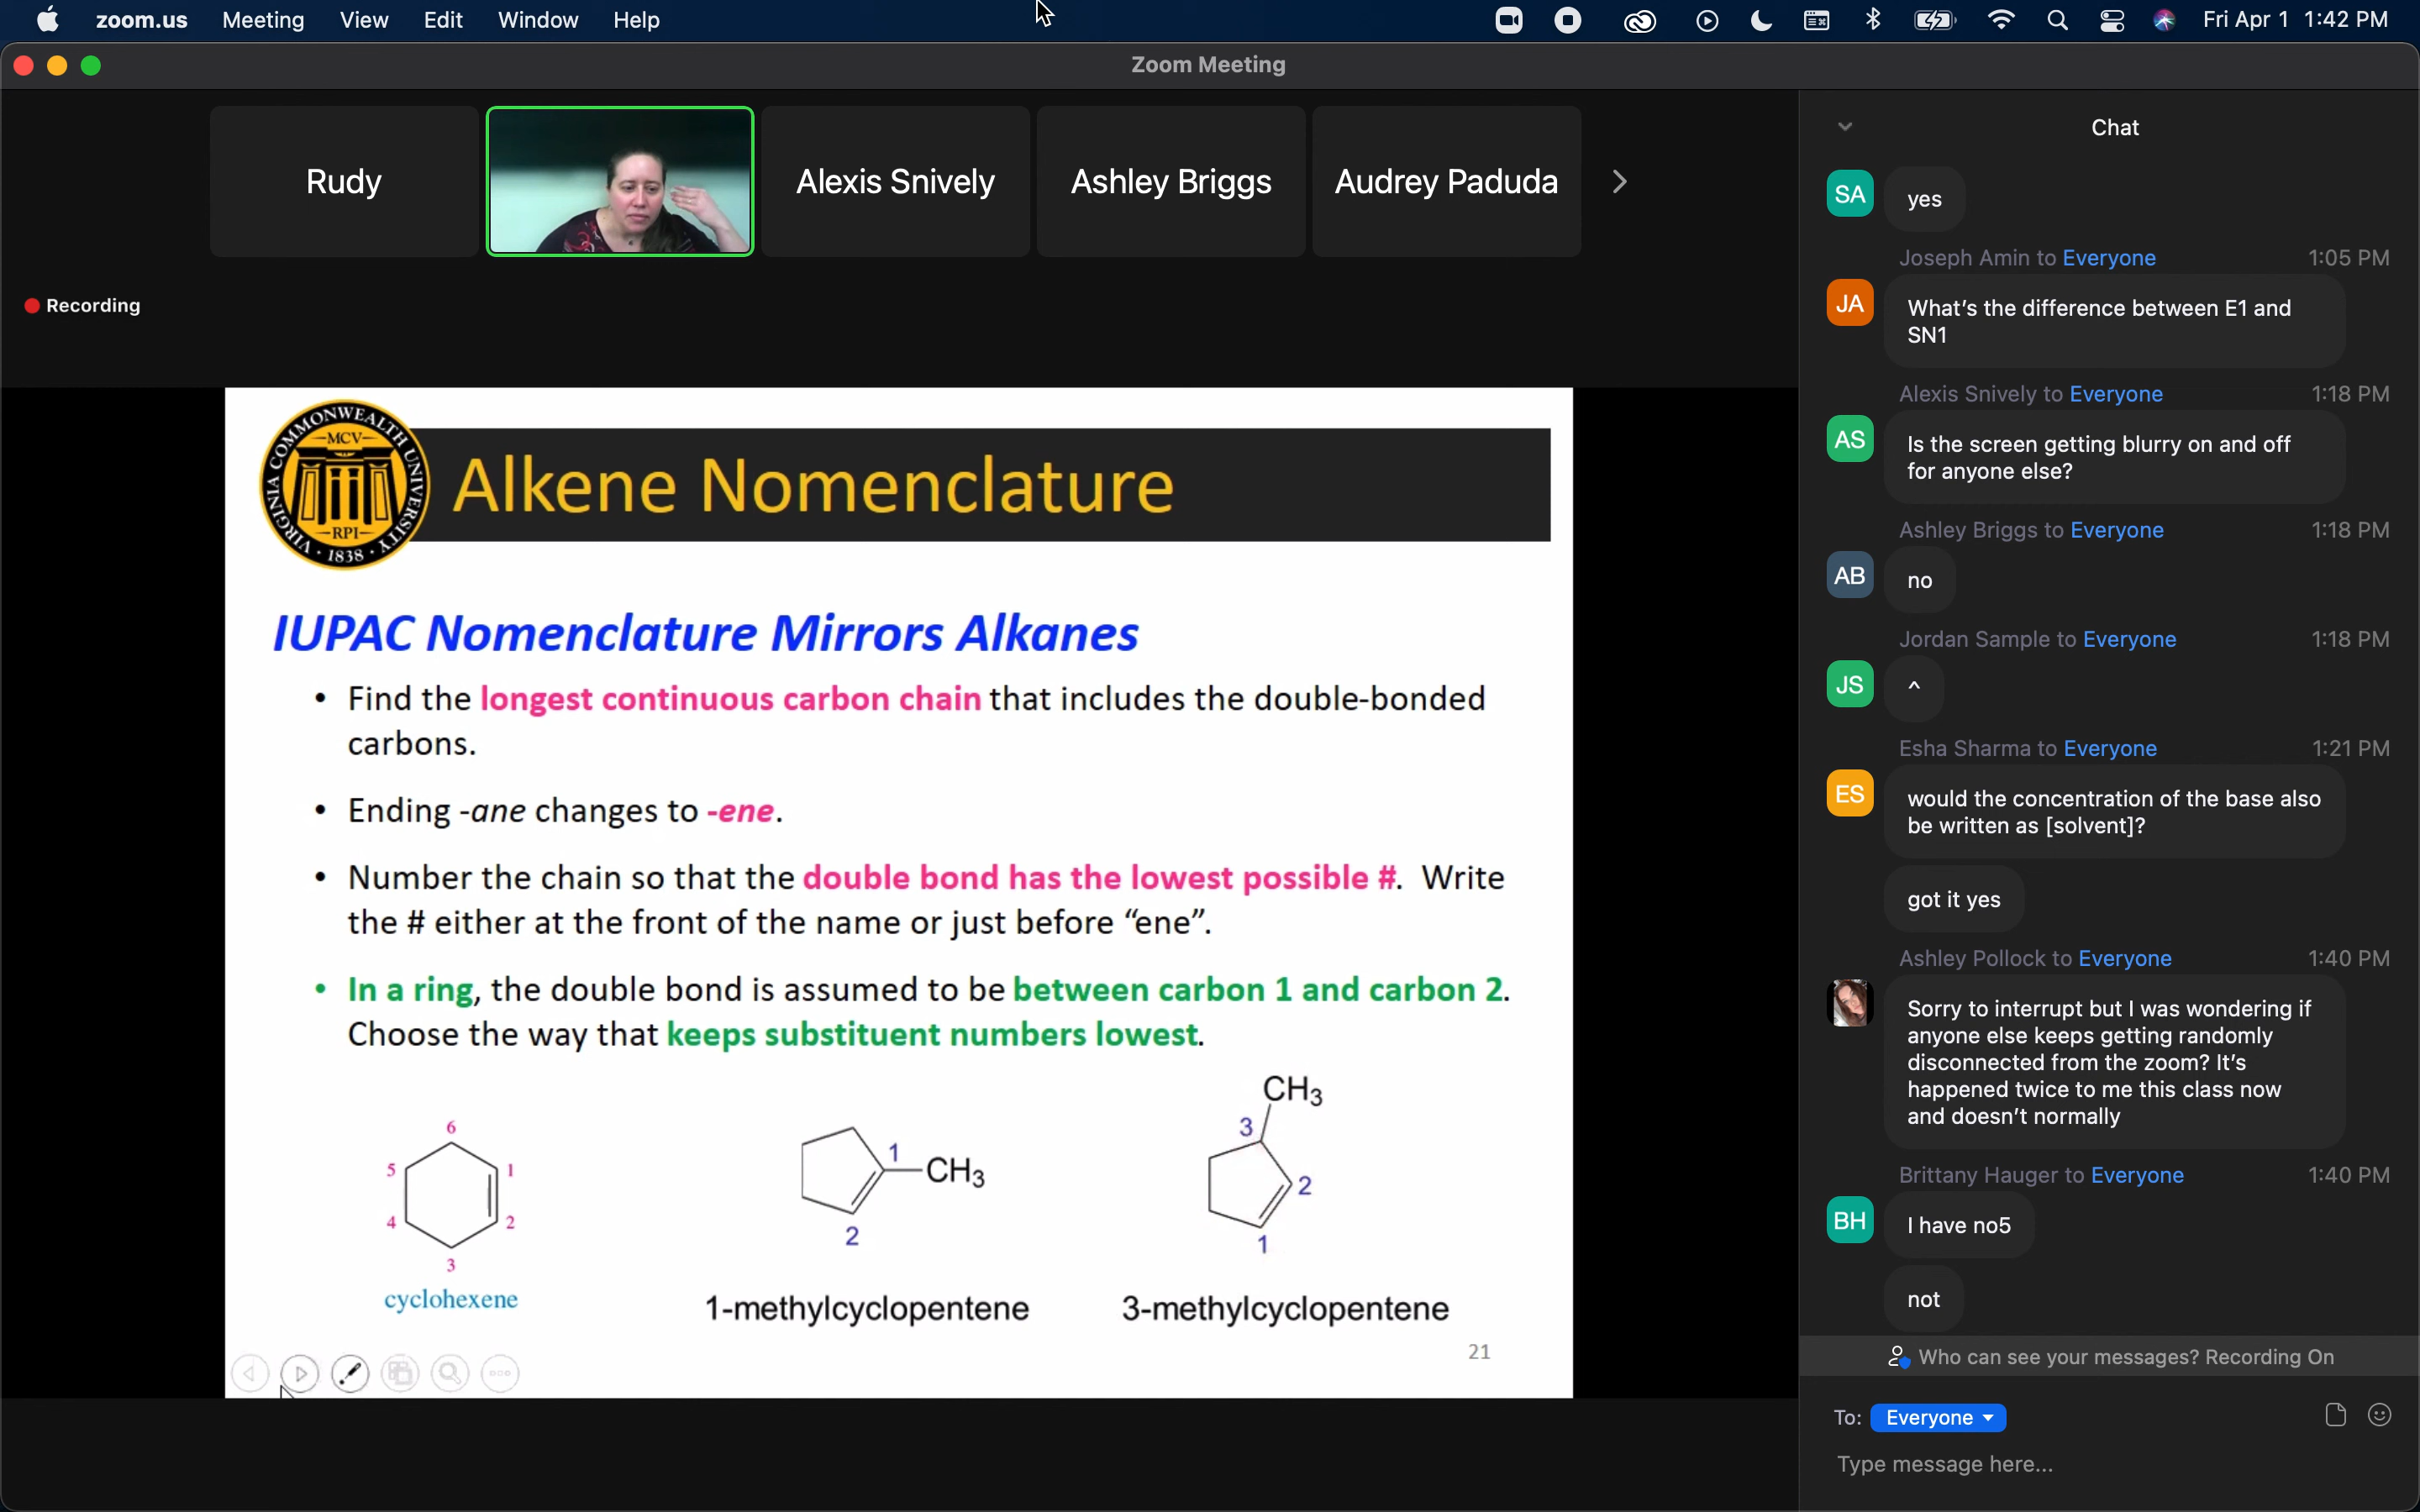 zoom.us Meeting View Edit Window Help Fri Apr 1 1:42 PM
Zoom Meeting
Rudy
Alexis Snively
Ashley Briggs
Audrey Paduda
Recording
VIRGINIA COMMONWEALTH UNIVERSITY
MCV
RPI
1838
Alkene Nomenclature
IUPAC Nomenclature Mirrors Alkanes
• Find the longest continuous carbon chain that includes the double-bonded
carbons.
• Ending -ane changes to -ene.
• Number the chain so that the double bond has the lowest possible #. Write
the # either at the front of the name or just before “ene”.
• In a ring, the double bond is assumed to be between carbon 1 and carbon 2.
Choose the way that keeps substituent numbers lowest.
6
5 1
4 2
3
cyclohexene
1
CH3
2
1-methylcyclopentene
CH3
3
2
1
3-methylcyclopentene
21
Chat
SA
yes
Joseph Amin to Everyone 1:05 PM
JA
What's the difference between E1 and
SN1
Alexis Snively to Everyone 1:18 PM
AS
Is the screen getting blurry on and off
for anyone else?
Ashley Briggs to Everyone 1:18 PM
AB
no
Jordan Sample to Everyone 1:18 PM
JS
^
Esha Sharma to Everyone 1:21 PM
ES
would the concentration of the base also
be written as [solvent]?
got it yes
Ashley Pollock to Everyone 1:40 PM
Sorry to interrupt but I was wondering if
anyone else keeps getting randomly
disconnected from the zoom? It's
happened twice to me this class now
and doesn't normally
Brittany Hauger to Everyone 1:40 PM
BH
I have no5
not
Who can see your messages? Recording On
To: Everyone
Type message here...